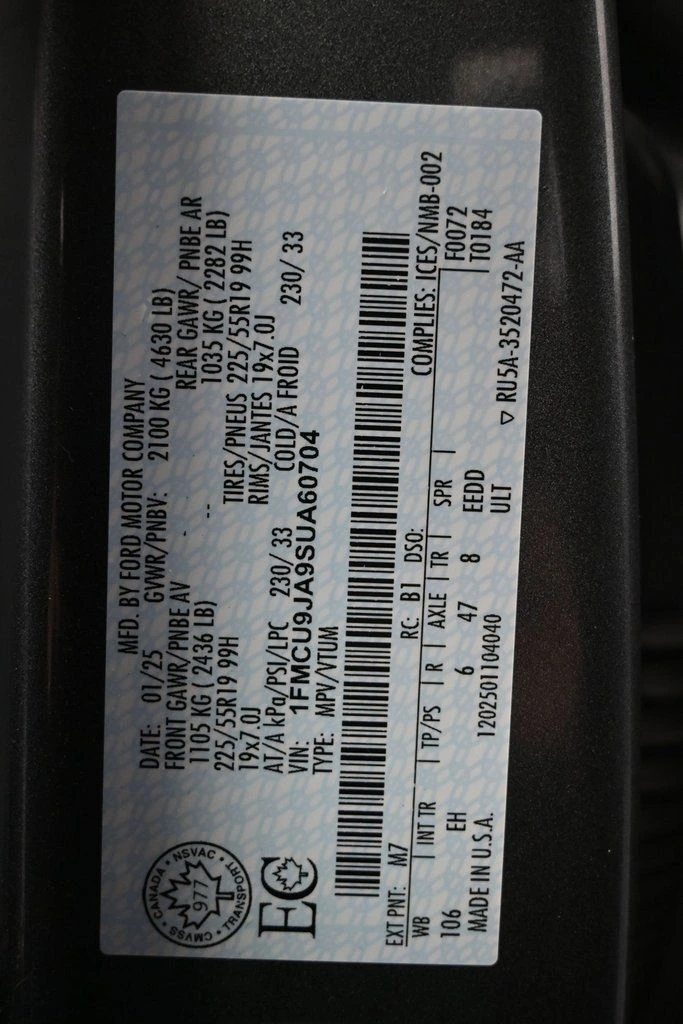 MFD. BY FORD MOTOR COMPANY
DATE: 01/25 GVWR/PNBV: 2100 KG ( 4630 LB)
FRONT GAWR/PNBE AV REAR GAWR/ PNBE AR
1105 KG ( 2436 LB) -- 1035 KG ( 2282 LB)
225/55R19 99H TIRES/PNEUS 225/55R19 99H
19x7.0J RIMS/JANTES 19x7.0J
AT/A kPa/PSI/LPC 230/ 33 COLD/A FROID 230/ 33
VIN: 1FMCU9JA9SUA60704
TYPE: MPV/VTUM
CANADA • NSVAC • TRANSPORT • CMVSS •
977
EC
EXT PNT: M7 RC: B1 DSO: COMPLIES: ICES/NMB-002
WB INT TR TP/PS R AXLE TR SPR F0072
106 EH 6 47 8 EEDD T0184
MADE IN U.S.A. 1202501104040 ULT
RU5A-3520472-AA